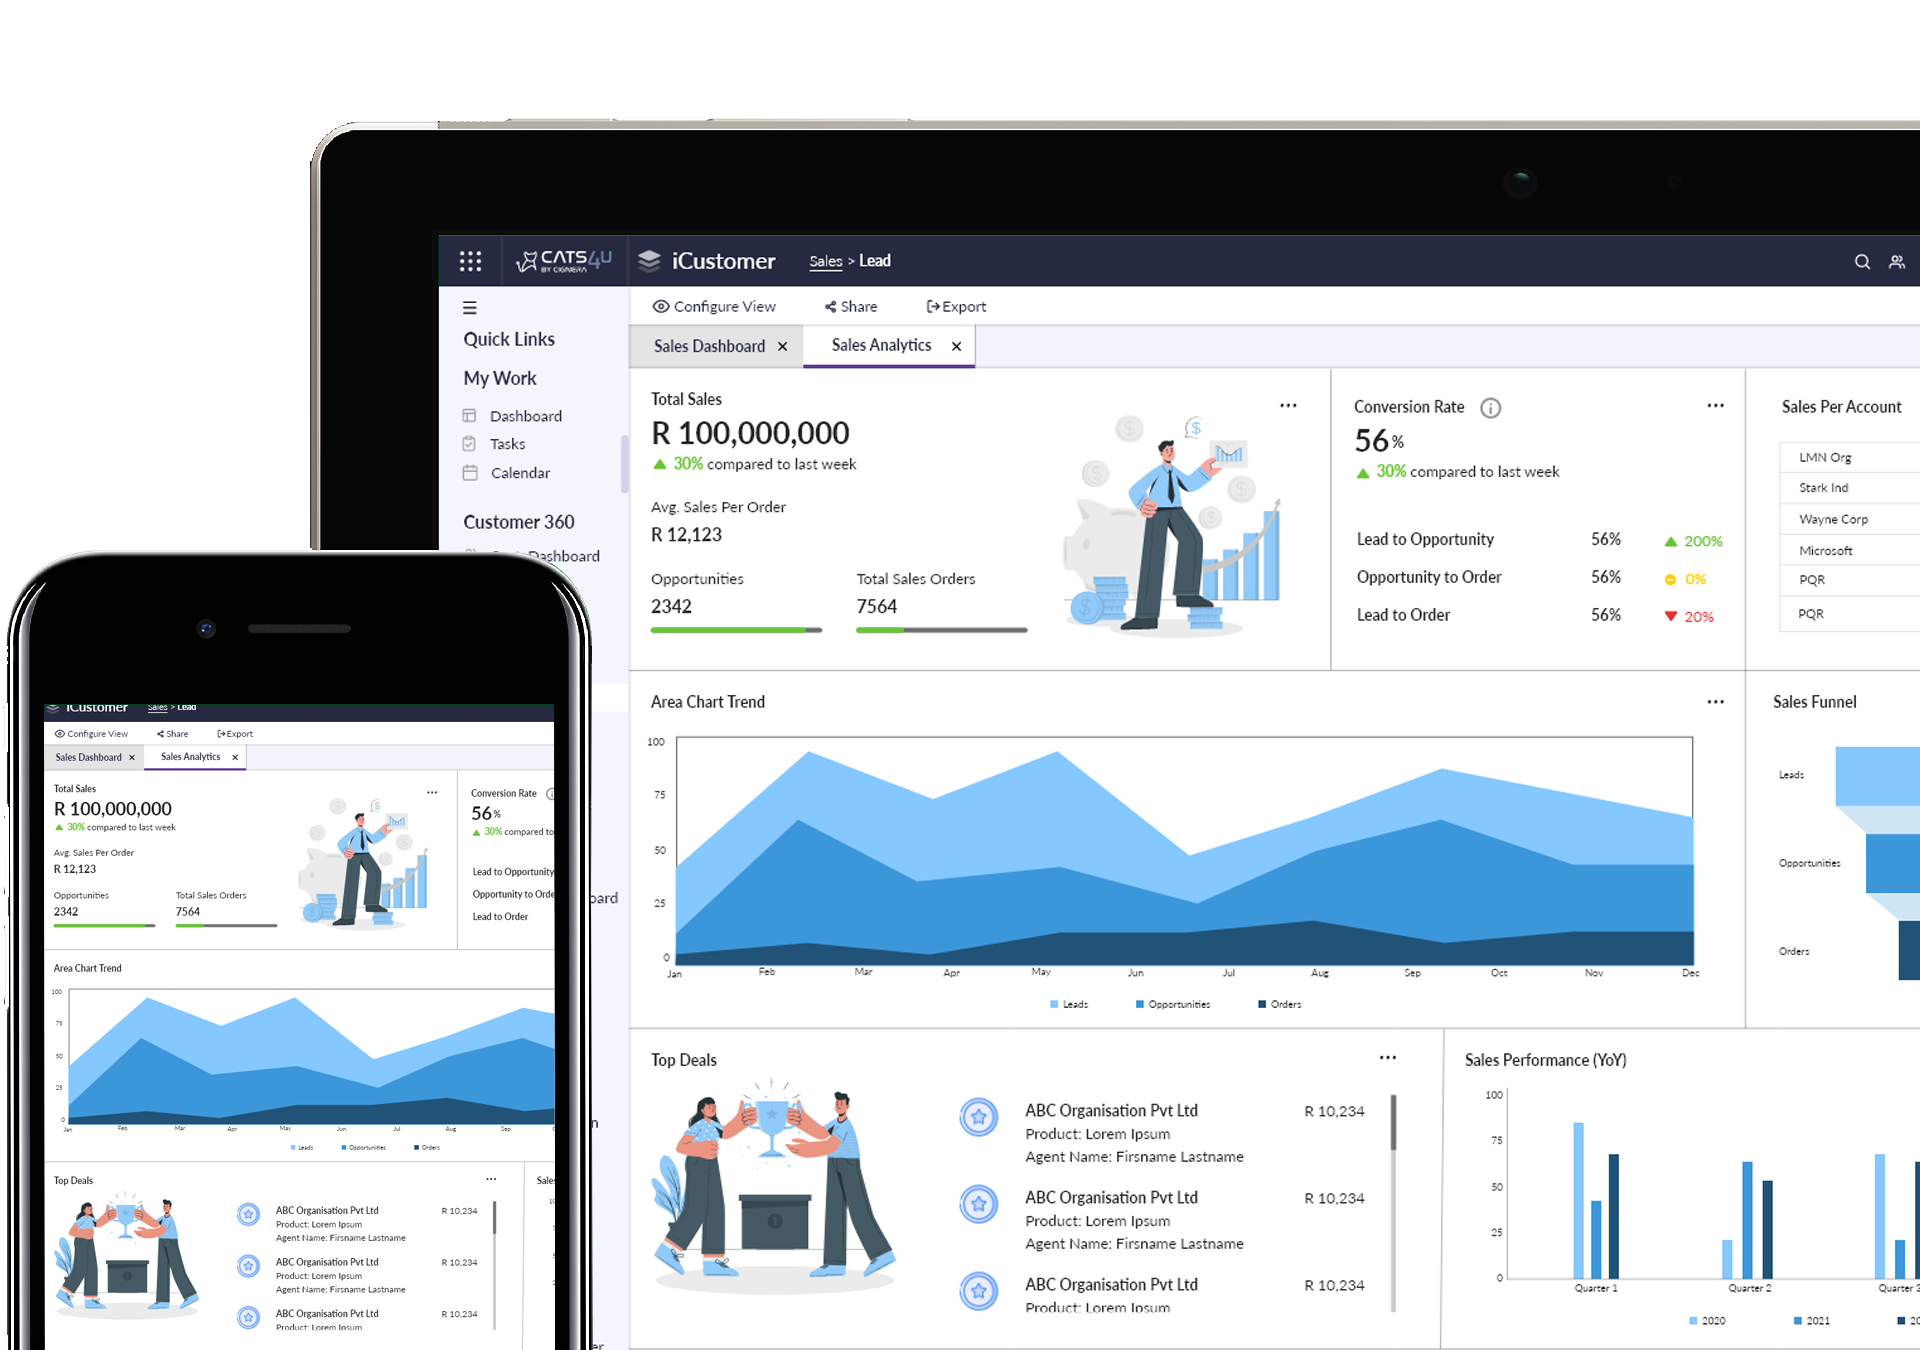 CATS4U
BY CIGNIERA
iCustomer
Sales > Lead
Configure View
Share
Export
Sales Dashboard
Sales Analytics
Quick Links
My Work
Dashboard
Tasks
Calendar
Customer 360
Dashboard
Total Sales
R 100,000,000
30% compared to last week
Avg. Sales Per Order
R 12,123
Opportunities
2342
Total Sales Orders
7564
Conversion Rate
56%
30% compared to last week
Lead to Opportunity 56% 200%
Opportunity to Order 56% 0%
Lead to Order 56% 20%
Sales Per Account
LMN Org
Stark Ind
Wayne Corp
Microsoft
PQR
PQR
Area Chart Trend
100
75
50
25
0
Jan Feb Mar Apr May Jun Jul Aug Sep Oct Nov Dec
Leads Opportunities Orders
Sales Funnel
Leads
Opportunities
Orders
Top Deals
1
ABC Organisation Pvt Ltd R 10,234
Product: Lorem Ipsum
Agent Name: Firsname Lastname
ABC Organisation Pvt Ltd R 10,234
Product: Lorem Ipsum
Agent Name: Firsname Lastname
ABC Organisation Pvt Ltd R 10,234
Product: Lorem Ipsum
Sales Performance (YoY)
100
75
50
25
0
Quarter 1 Quarter 2 Quarter 3
2020 2021 20
oard
n
er
iCustomer
Sales > Lead
Configure View
Share
Export
Sales Dashboard
Sales Analytics
Total Sales
R 100,000,000
30% compared to last week
Avg. Sales Per Order
R 12,123
Opportunities
2342
Total Sales Orders
7564
Conversion Rate
56%
30% compared to
Lead to Opportunity
Opportunity to Orde
Lead to Order
Area Chart Trend
100
75
50
25
0
Jan Feb Mar Apr May Jun Jul Aug Sep
Leads Opportunities Orders
Top Deals
1
ABC Organisation Pvt Ltd R 10,234
Product: Lorem Ipsum
Agent Name: Firsname Lastname
ABC Organisation Pvt Ltd R 10,234
Product: Lorem Ipsum
Agent Name: Firsname Lastname
ABC Organisation Pvt Ltd R 10,234
Product: Lorem Ipsum
Sales